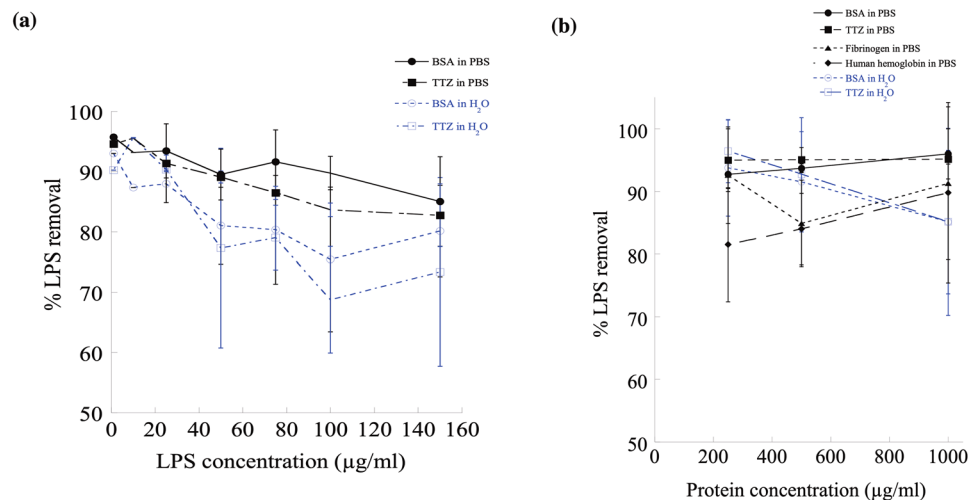 (a)
BSA in PBS
TTZ in PBS
BSA in H2O
TTZ in H2O
100
90
80
70
60
50
% LPS removal
0 20 40 60 80 100 120 140 160
LPS concentration (µg/ml)
(b)
BSA in PBS
TTZ in PBS
Fibrinogen in PBS
Human hemoglobin in PBS
BSA in H2O
TTZ in H2O
100
90
80
70
60
50
% LPS removal
0 200 400 600 800 1000
Protein concentration (µg/ml)